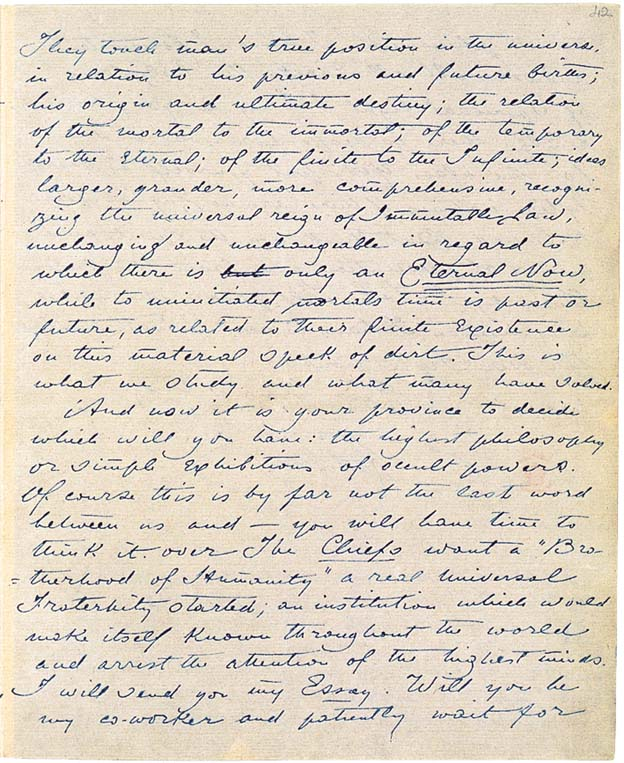 42
They touch man's true position in the universe,
in relation to his previous and future births;
his origin and ultimate destiny; the relation
of the mortal to the immortal; of the temporary
to the Eternal; of the finite to the Infinite; ideas
larger, grander, more comprehensive, recogni-
zing the universal reign of Immutable Law,
unchanging and unchangeable in regard to
which there is but only an Eternal Now,
while to uninitiated mortals time is past or
future, as related to their finite existence
on this material speck of dirt. This is
what we study and what many have solved.
And now it is your province to decide
which will you have: the highest philosophy
or simple exhibitions of occult powers.
Of course this is by far not the last word
between us and — you will have time to
think it over. The Chiefs want a "Bro-
=therhood of Humanity" a real Universal
Fraternity started; an institution which would
make itself known throughout the world
and arrest the attention of the highest minds.
I will send you my Essay. Will you be
my co-worker and patiently wait for